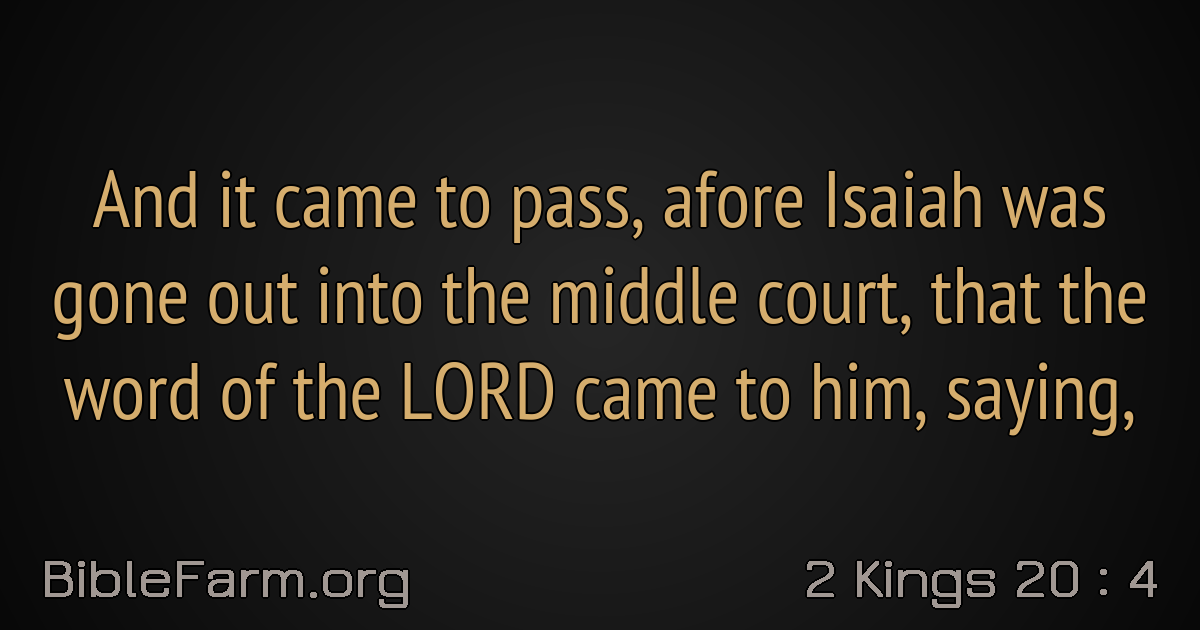 And it came to pass, afore Isaiah was
gone out into the middle court, that the
word of the LORD came to him, saying,
BibleFarm.org
2 Kings 20 : 4